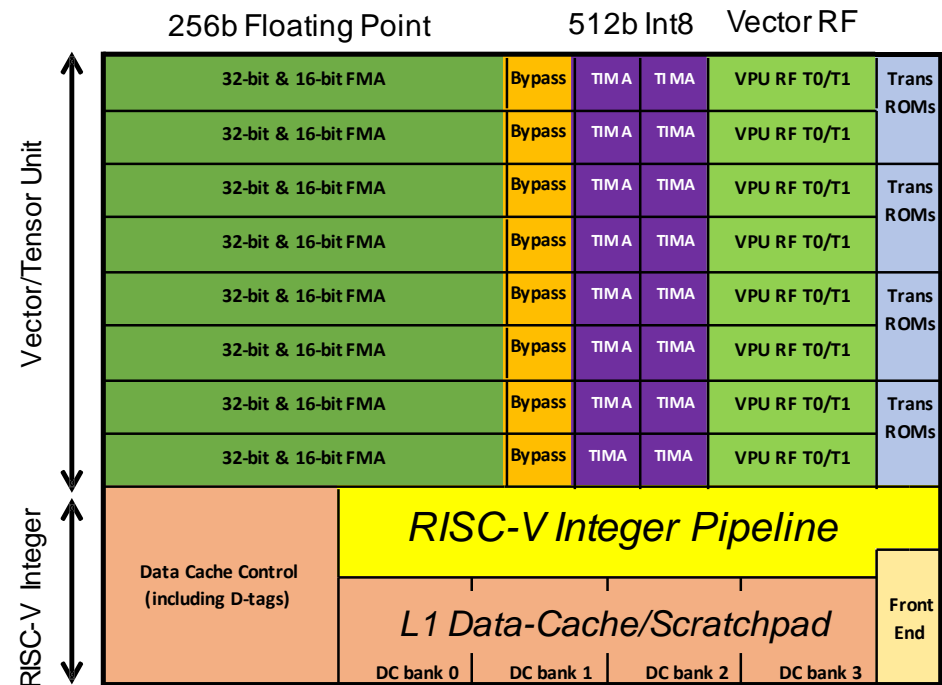 256b Floating Point 512b Int8 Vector RF
Vector/Tensor Unit
32-bit & 16-bit FMA Bypass TIMA TIMA VPU RF T0/T1 Trans ROMs
32-bit & 16-bit FMA Bypass TIMA TIMA VPU RF T0/T1
32-bit & 16-bit FMA Bypass TIMA TIMA VPU RF T0/T1 Trans ROMs
32-bit & 16-bit FMA Bypass TIMA TIMA VPU RF T0/T1
32-bit & 16-bit FMA Bypass TIMA TIMA VPU RF T0/T1 Trans ROMs
32-bit & 16-bit FMA Bypass TIMA TIMA VPU RF T0/T1
32-bit & 16-bit FMA Bypass TIMA TIMA VPU RF T0/T1 Trans ROMs
32-bit & 16-bit FMA Bypass TIMA TIMA VPU RF T0/T1
RISC-V Integer
Data Cache Control
(including D-tags)
RISC-V Integer Pipeline
L1 Data-Cache/Scratchpad
DC bank 0 DC bank 1 DC bank 2 DC bank 3
Front
End